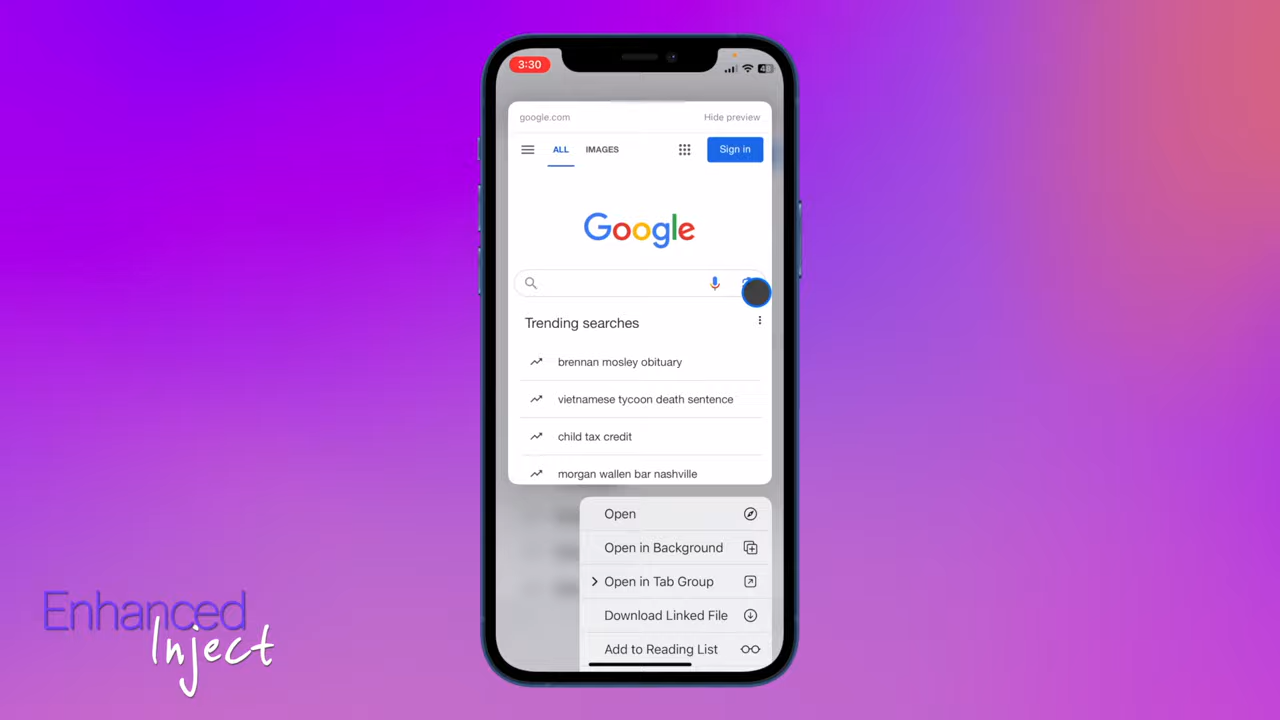 3:30
google.com Hide preview
ALL IMAGES Sign in
Google
Trending searches
brennan mosley obituary
vietnamese tycoon death sentence
child tax credit
morgan wallen bar nashville
Open
Open in Background
Open in Tab Group
Download Linked File
Add to Reading List
Enhanced
Inject